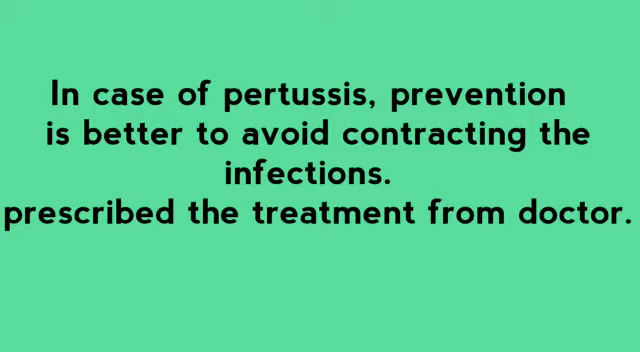 In case of pertussis, prevention
is better to avoid contracting the
infections.
prescribed the treatment from doctor.